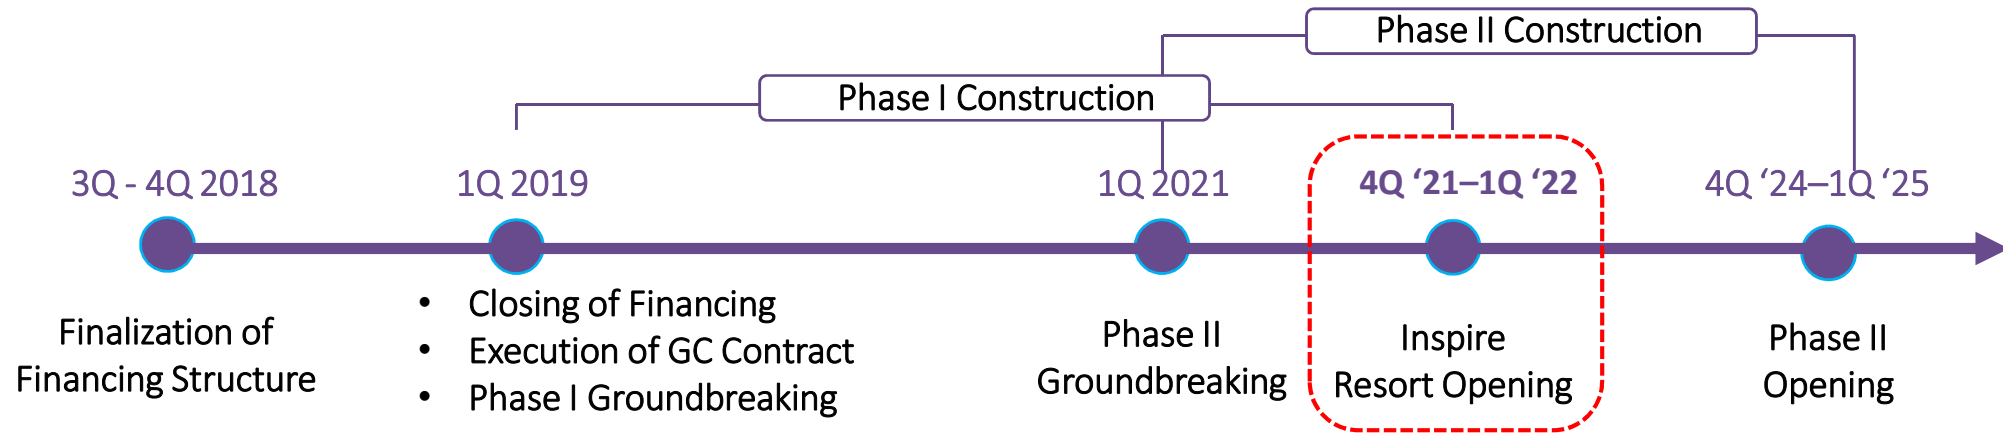 Phase II Construction
Phase I Construction
3Q - 4Q 2018
1Q 2019
1Q 2021
4Q ‘21–1Q ‘22
4Q ‘24–1Q ‘25
Finalization of
Financing Structure
• Closing of Financing
• Execution of GC Contract
• Phase I Groundbreaking
Phase II
Groundbreaking
Inspire
Resort Opening
Phase II
Opening